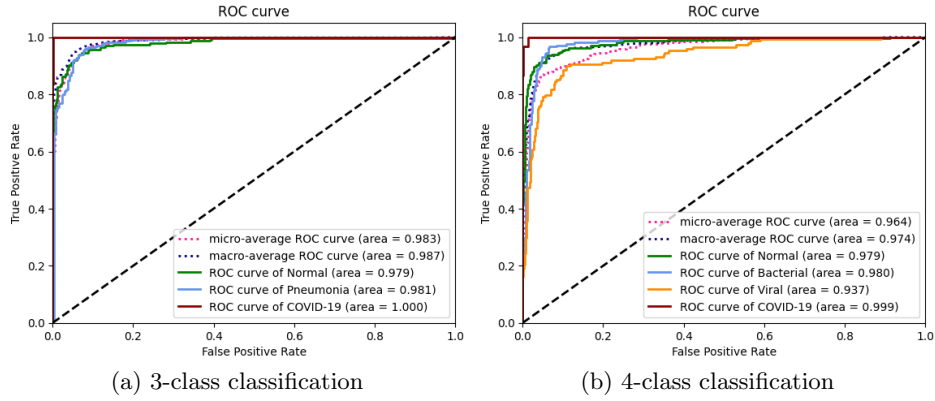 ROC curve
True Positive Rate
1.0
0.8
0.6
0.4
0.2
0.0
micro-average ROC curve (area = 0.983)
macro-average ROC curve (area = 0.987)
ROC curve of Normal (area = 0.979)
ROC curve of Pneumonia (area = 0.981)
ROC curve of COVID-19 (area = 1.000)
0.0 0.2 0.4 0.6 0.8 1.0
False Positive Rate
(a) 3-class classification
ROC curve
True Positive Rate
1.0
0.8
0.6
0.4
0.2
0.0
micro-average ROC curve (area = 0.964)
macro-average ROC curve (area = 0.974)
ROC curve of Normal (area = 0.979)
ROC curve of Bacterial (area = 0.980)
ROC curve of Viral (area = 0.937)
ROC curve of COVID-19 (area = 0.999)
0.0 0.2 0.4 0.6 0.8 1.0
False Positive Rate
(b) 4-class classification